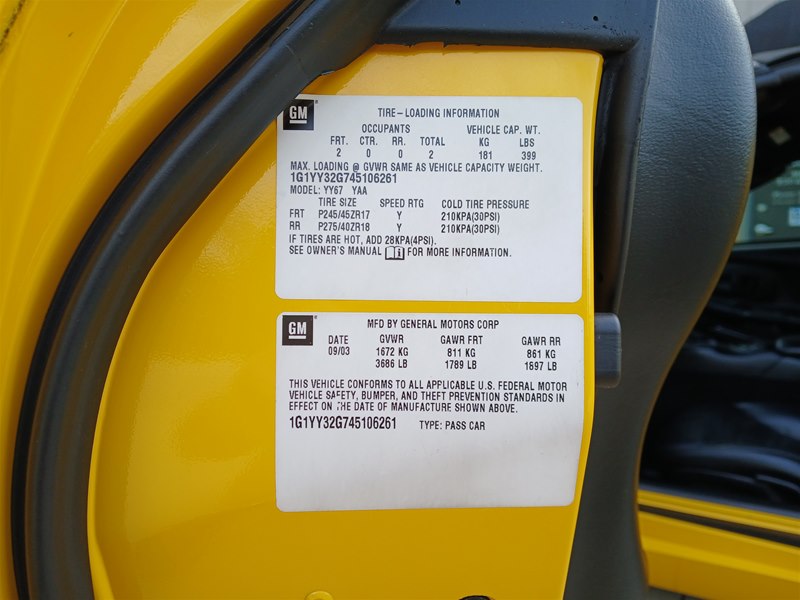 GM TIRE-LOADING INFORMATION
OCCUPANTS VEHICLE CAP. WT.
FRT. CTR. RR. TOTAL KG LBS
2 0 0 2 181 399
MAX. LOADING @ GVWR SAME AS VEHICLE CAPACITY WEIGHT.
1G1YY32G745106261
MODEL: YY67 YAA
TIRE SIZE SPEED RTG COLD TIRE PRESSURE
FRT P245/45ZR17 Y 210KPA(30PSI)
RR P275/40ZR18 Y 210KPA(30PSI)
IF TIRES ARE HOT, ADD 28KPA(4PSI).
SEE OWNER'S MANUAL FOR MORE INFORMATION.
GM MFD BY GENERAL MOTORS CORP
DATE GVWR GAWR FRT GAWR RR
09/03 1672 KG 811 KG 861 KG
3686 LB 1789 LB 1897 LB
THIS VEHICLE CONFORMS TO ALL APPLICABLE U.S. FEDERAL MOTOR
VEHICLE SAFETY, BUMPER, AND THEFT PREVENTION STANDARDS IN
EFFECT ON THE DATE OF MANUFACTURE SHOWN ABOVE.
1G1YY32G745106261 TYPE: PASS CAR